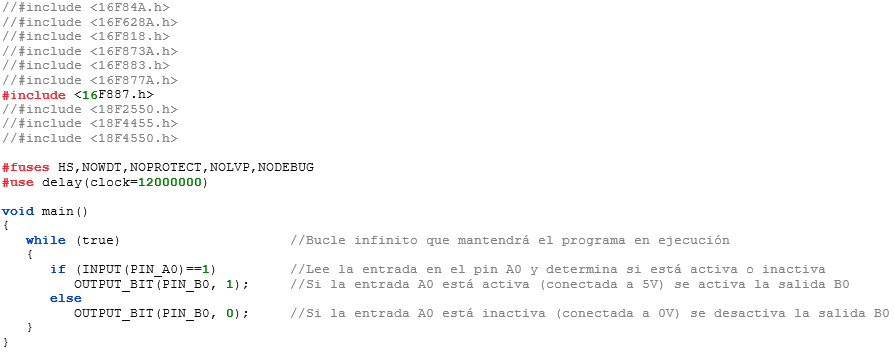 //#include <16F84A.h>
//#include <16F628A.h>
//#include <16F818.h>
//#include <16F873A.h>
//#include <16F883.h>
//#include <16F877A.h>
#include <16F887.h>
//#include <18F2550.h>
//#include <18F4455.h>
//#include <18F4550.h>

#fuses HS,NOWDT,NOPROTECT,NOLVP,NODEBUG
#use delay(clock=12000000)

void main()
{
   while (true)                     //Bucle infinito que mantendrá el programa en ejecución
   {
      if (INPUT(PIN_A0)==1)         //Lee la entrada en el pin A0 y determina si está activa o inactiva
         OUTPUT_BIT(PIN_B0, 1);     //Si la entrada A0 está activa (conectada a 5V) se activa la salida B0
      else
         OUTPUT_BIT(PIN_B0, 0);     //Si la entrada A0 está inactiva (conectada a 0V) se desactiva la salida B0
   }
}